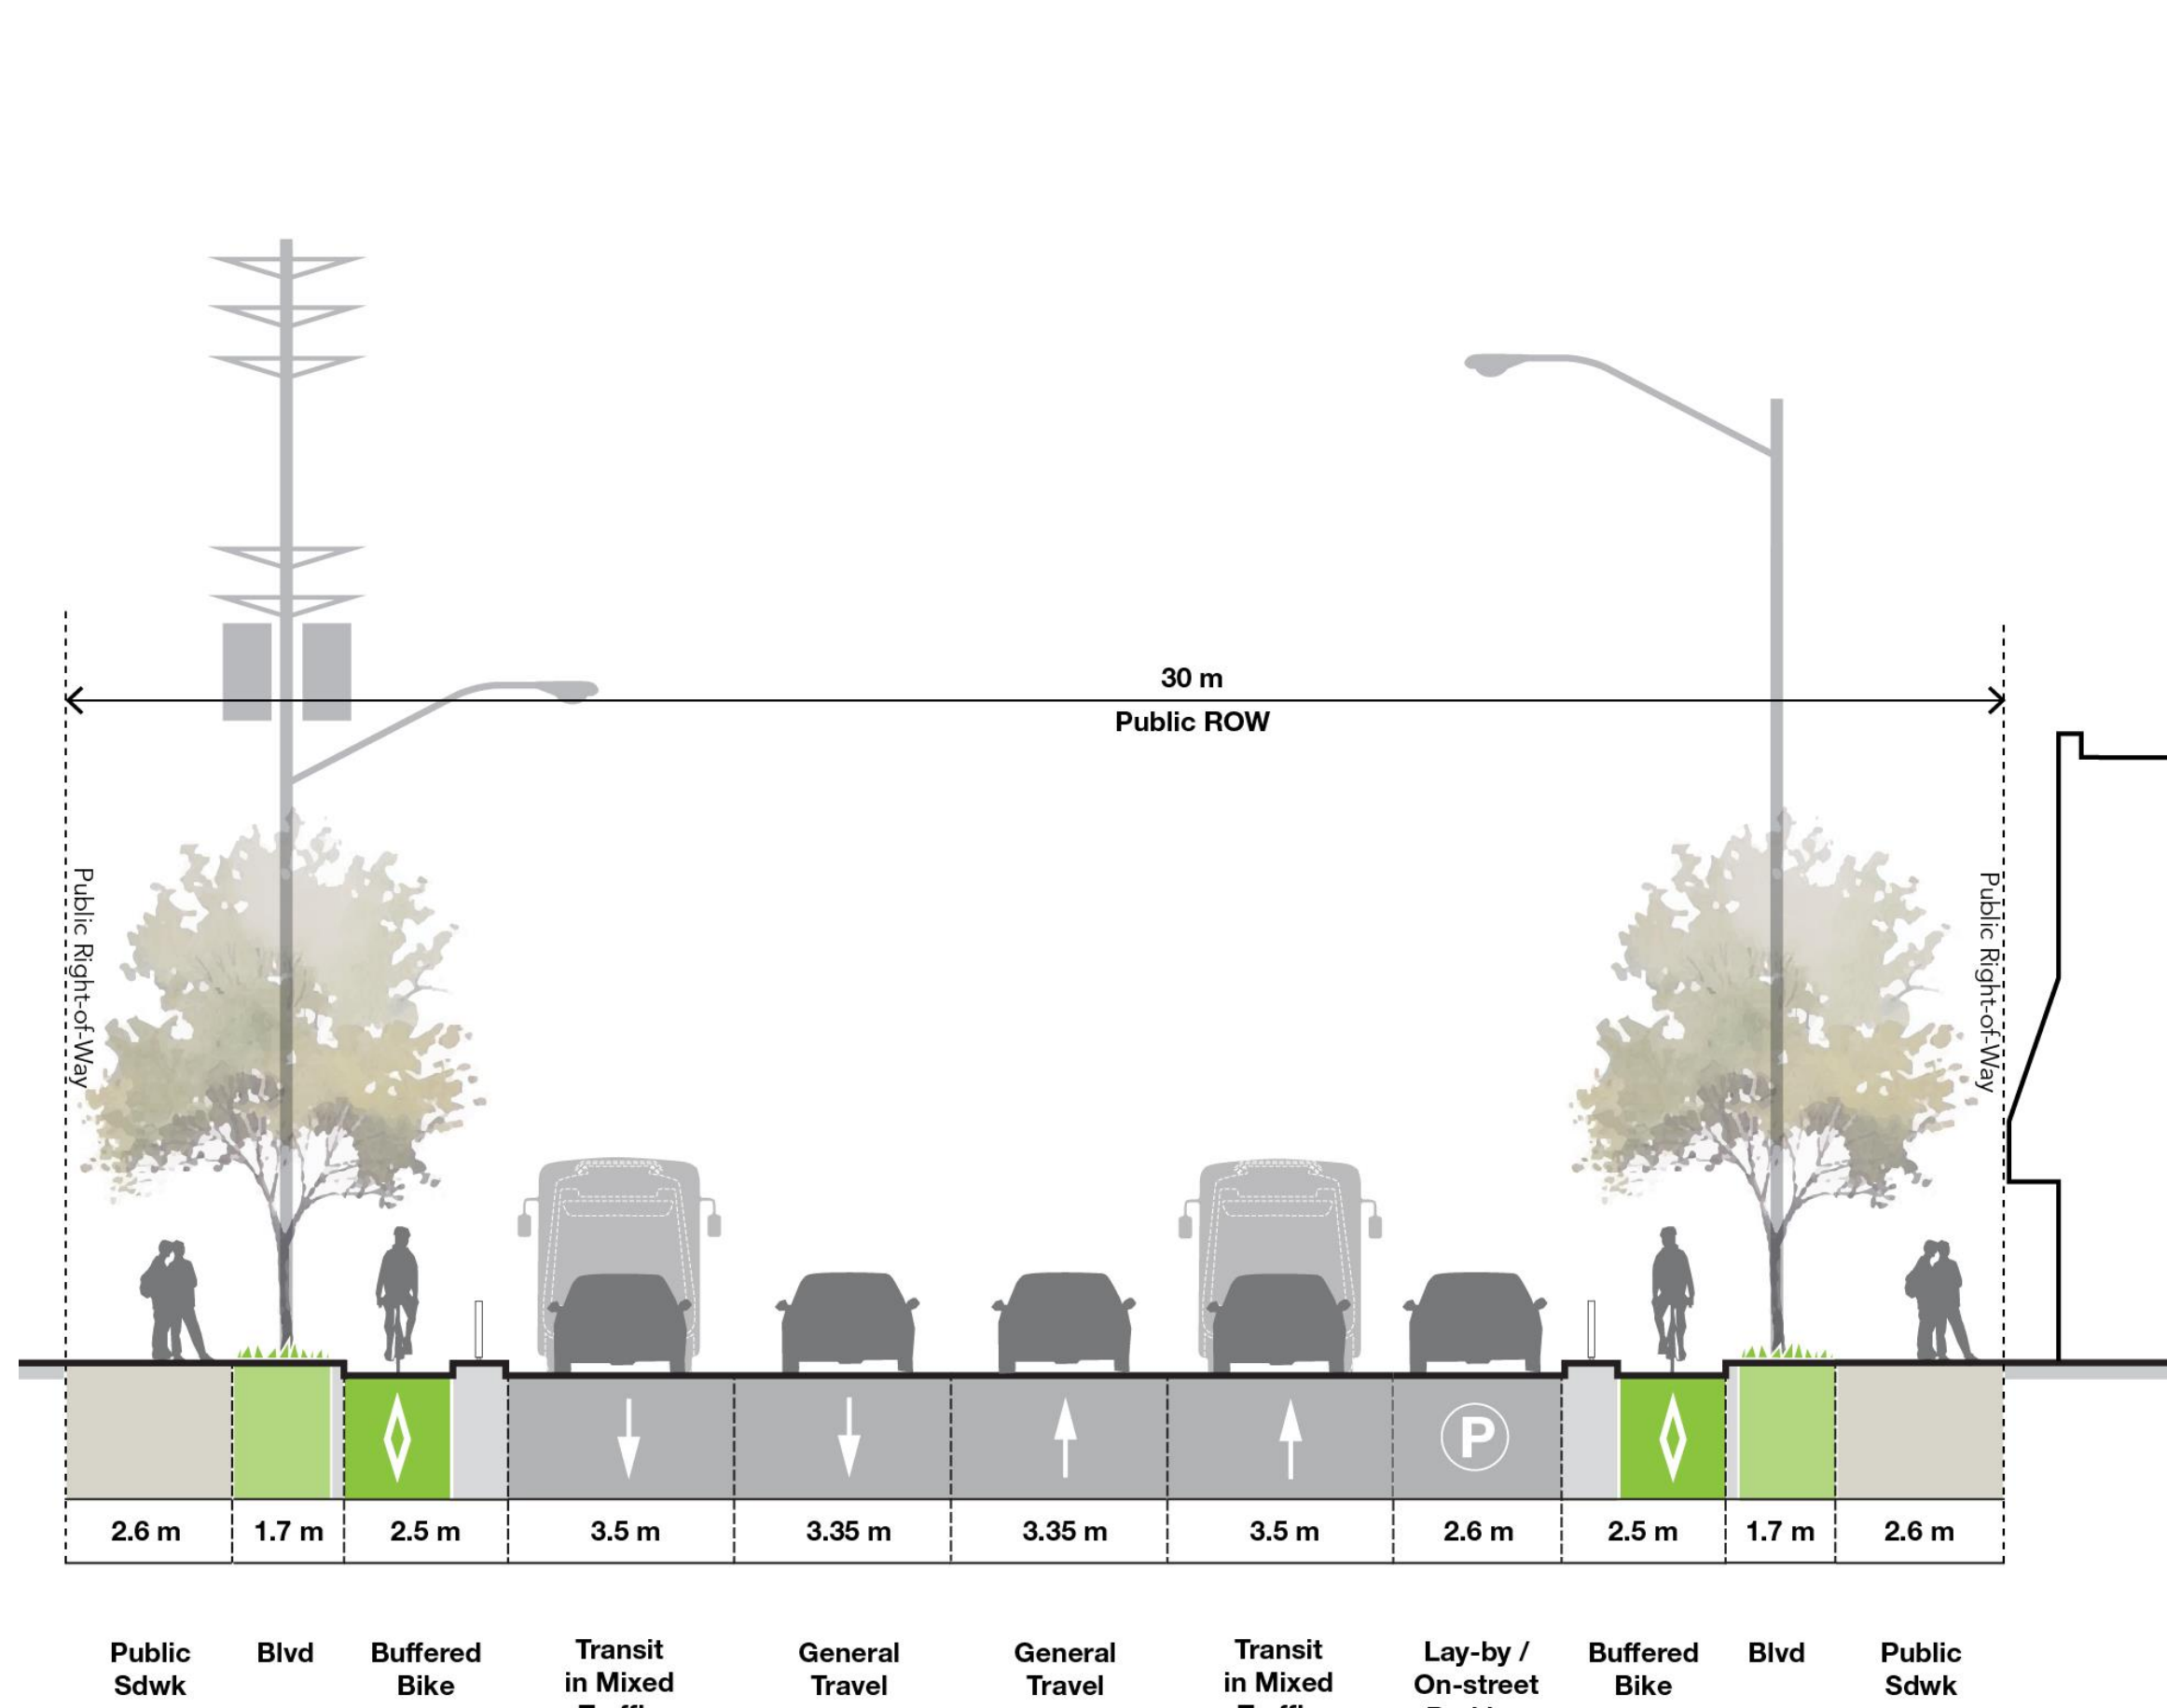 30 m
Public ROW
Public Right-of-Way
Public Right-of-Way
P
2.6 m
1.7 m
2.5 m
3.5 m
3.35 m
3.35 m
3.5 m
2.6 m
2.5 m
1.7 m
2.6 m
Public
Sdwk
Blvd
Buffered
Bike
Transit
in Mixed
General
Travel
General
Travel
Transit
in Mixed
Lay-by /
On-street
Buffered
Bike
Blvd
Public
Sdwk